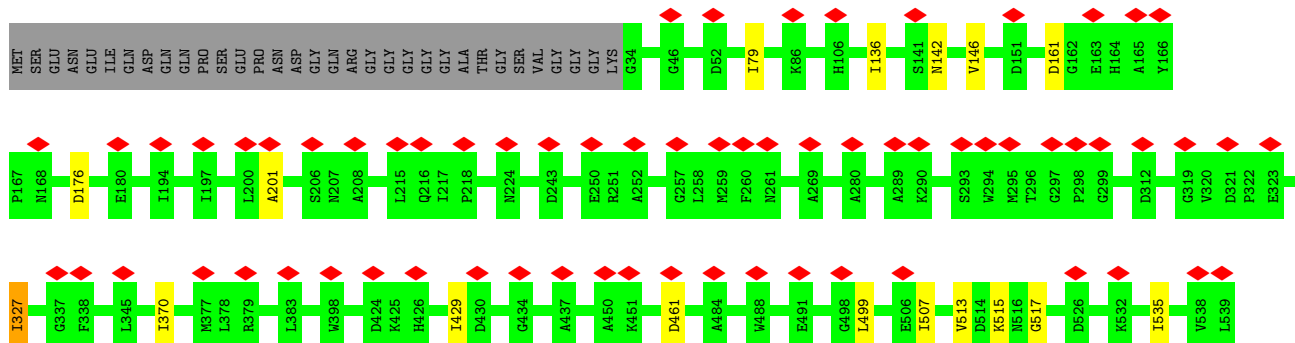 MET SER GLU ASN GLU ILE GLN ASP GLN GLN PRO SER GLU PRO ASN ASP GLY GLN ARG GLY GLY GLY GLY GLY ALA THR GLY SER VAL GLY GLY GLY LYS G34 G46 D52 I79 K86 H106 I136 S141 N142 V146 D151 D161 G162 E163 H164 A165 Y166
P167 N168 D176 E180 I194 I197 L200 A201 S206 N207 A208 L215 Q216 I217 P218 N224 D243 E250 R251 A252 G257 L258 M259 F260 N261 A269 A280 A289 K290 S293 W294 M295 T296 G297 P298 G299 D312 G319 V320 D321 P322 E323
I327 G337 F338 L345 I370 M377 L378 R379 L383 W398 D424 K425 H426 I429 D430 G434 A437 A450 K451 D461 A484 W488 E491 G498 L499 E506 I507 V513 D514 K515 N516 G517 D526 K532 I535 V538 L539